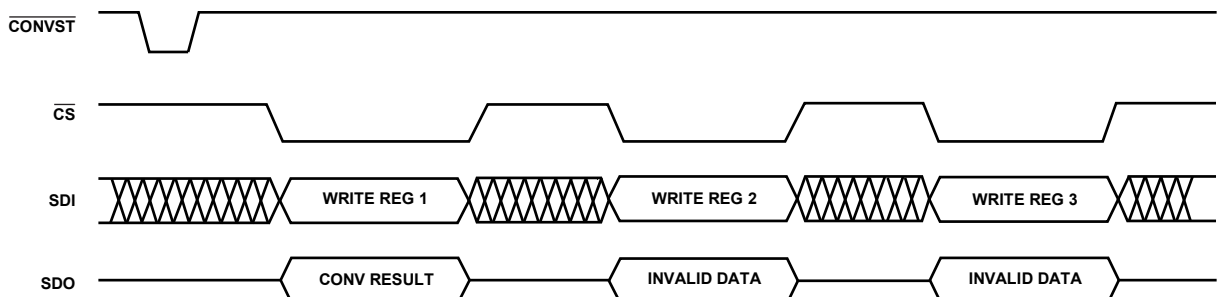 CONVST
CS
SDI WRITE REG 1 WRITE REG 2 WRITE REG 3
SDO CONV RESULT INVALID DATA INVALID DATA